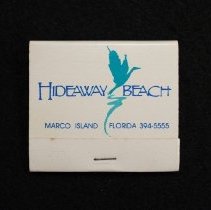 HIDEAWAY BEACH
MARCO ISLAND FLORIDA 394-5555